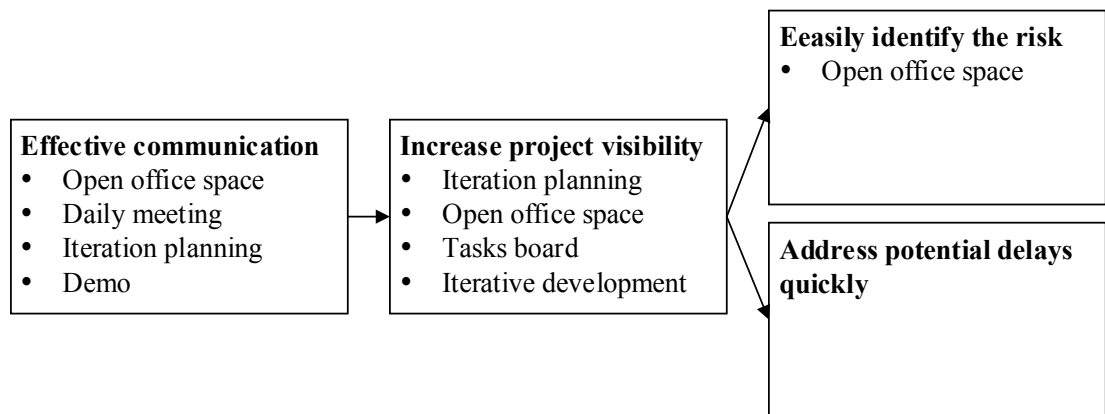 Effective communication
• Open office space
• Daily meeting
• Iteration planning
• Demo
Increase project visibility
• Iteration planning
• Open office space
• Tasks board
• Iterative development
Eeasily identify the risk
• Open office space
Address potential delays
quickly